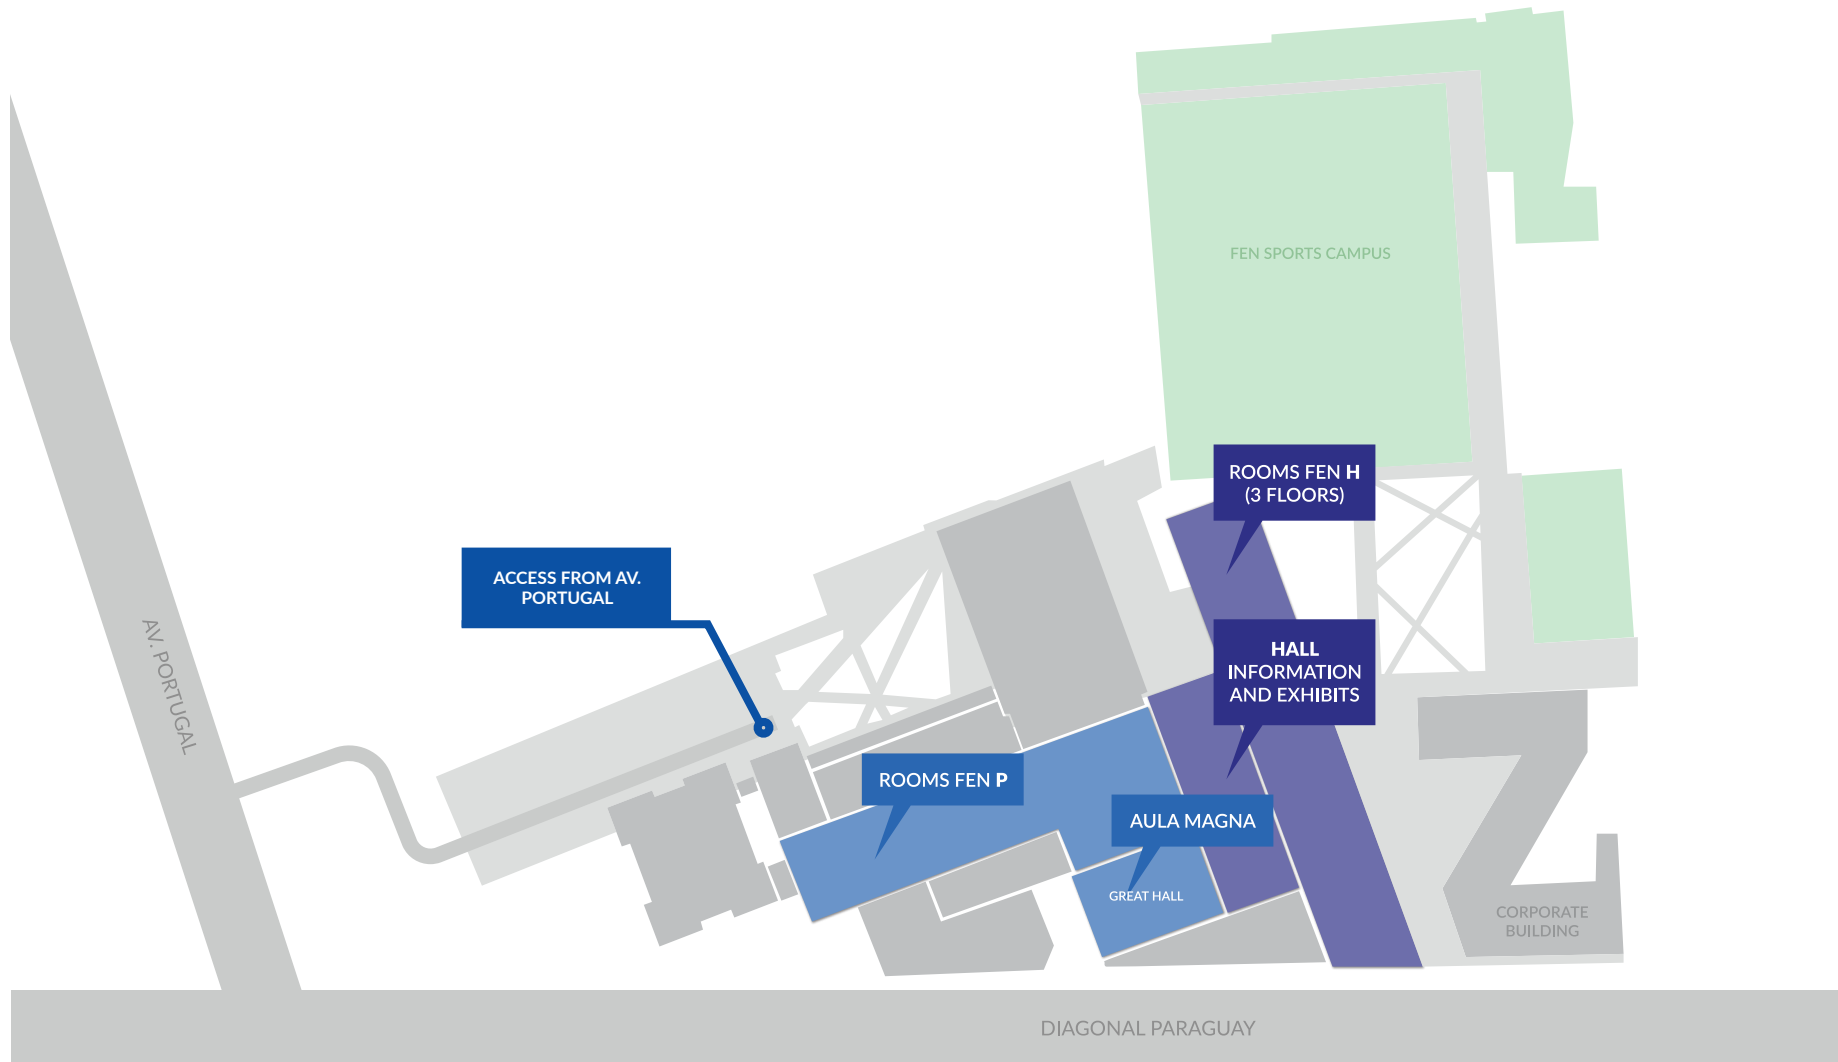 FEN SPORTS CAMPUS
ROOMS FEN H
(3 FLOORS)
ACCESS FROM AV.
PORTUGAL
AV. PORTUGAL
HALL
INFORMATION
AND EXHIBITS
ROOMS FEN P
AULA MAGNA
GREAT HALL
CORPORATE
BUILDING
DIAGONAL PARAGUAY